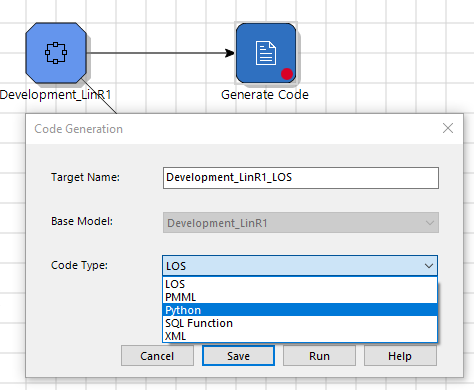 Development_LinR1
Generate Code
Code Generation
Target Name:
Development_LinR1_LOS
Base Model:
Development_LinR1
Code Type:
LOS
LOS
PMML
Python
SQL Function
XML
Cancel
Save
Run
Help